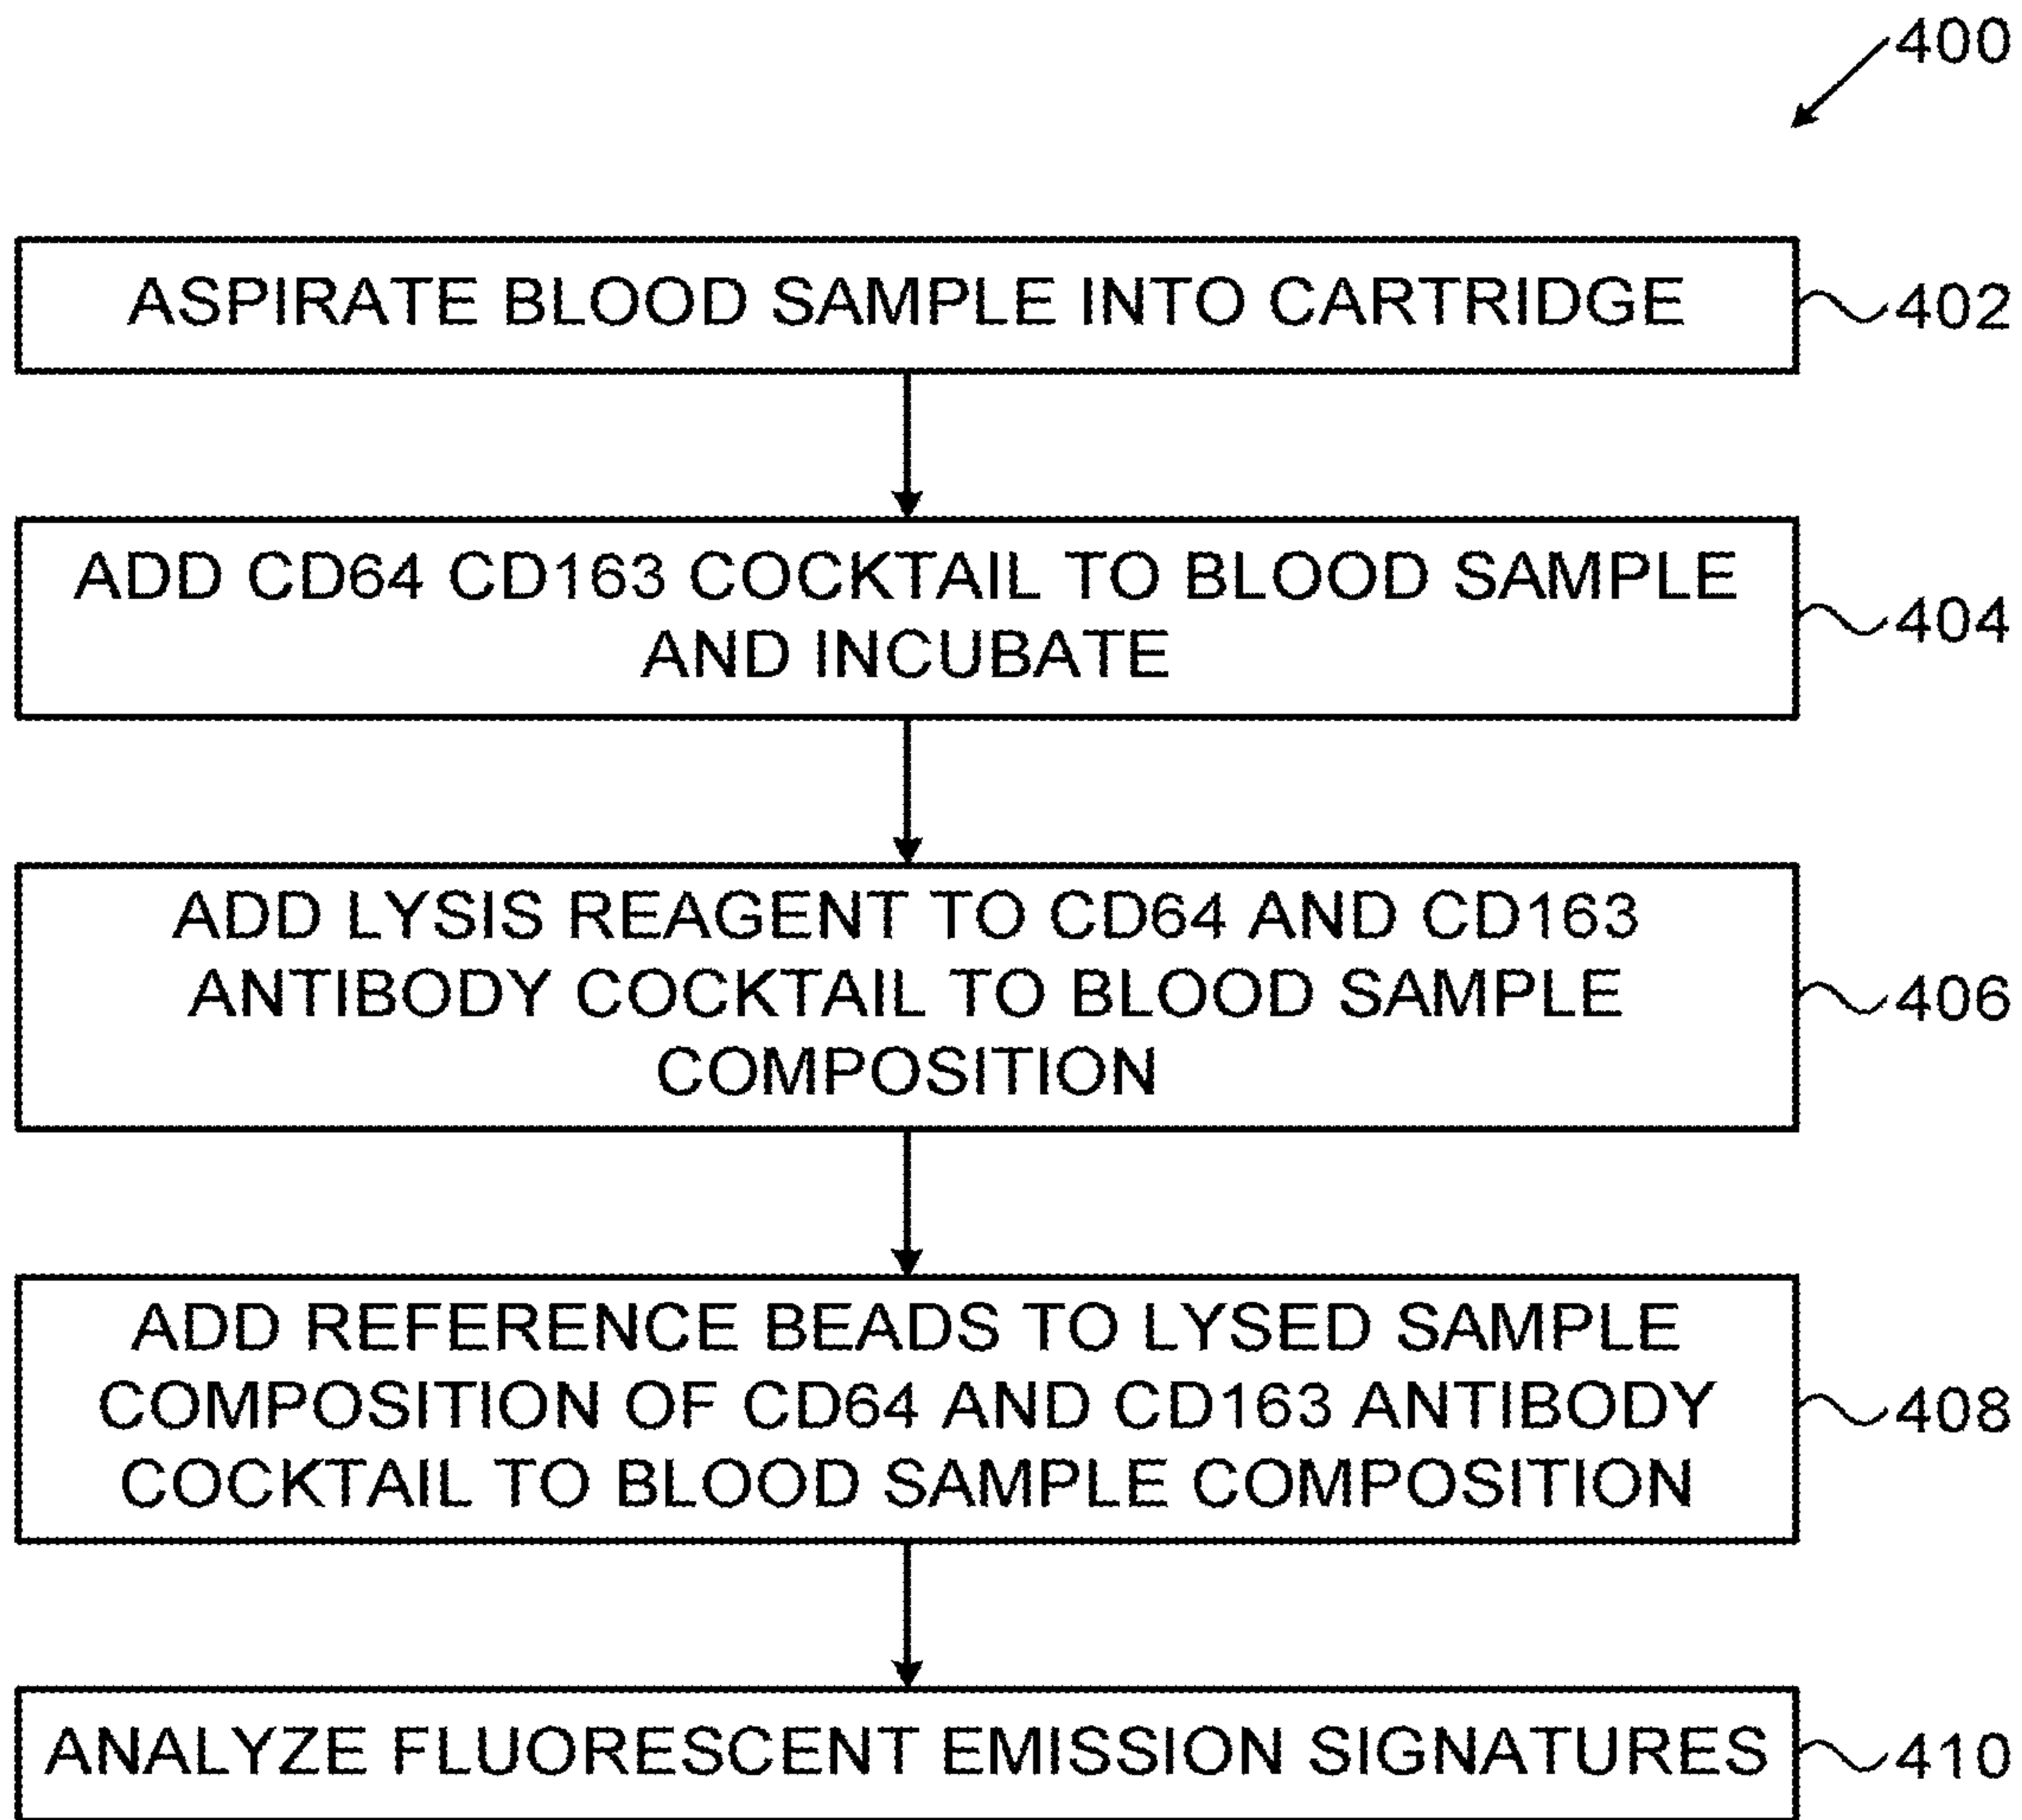 400
ASPIRATE BLOOD SAMPLE INTO CARTRIDGE
402
ADD CD64 CD163 COCKTAIL TO BLOOD SAMPLE
AND INCUBATE
404
ADD LYSIS REAGENT TO CD64 AND CD163
ANTIBODY COCKTAIL TO BLOOD SAMPLE
COMPOSITION
406
ADD REFERENCE BEADS TO LYSED SAMPLE
COMPOSITION OF CD64 AND CD163 ANTIBODY
COCKTAIL TO BLOOD SAMPLE COMPOSITION
408
ANALYZE FLUORESCENT EMISSION SIGNATURES
410